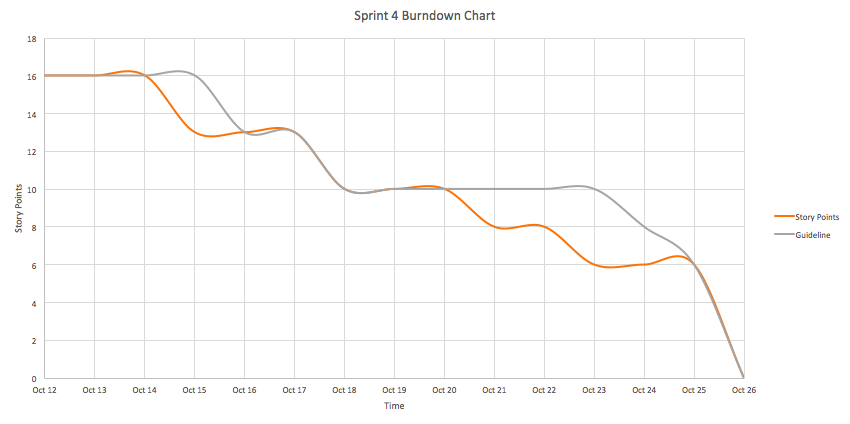 Sprint 4 Burndown Chart
18
16
14
12
10
8
6
4
2
0
Story Points
Oct 12 Oct 13 Oct 14 Oct 15 Oct 16 Oct 17 Oct 18 Oct 19 Oct 20 Oct 21 Oct 22 Oct 23 Oct 24 Oct 25 Oct 26
Time
Story Points
Guideline